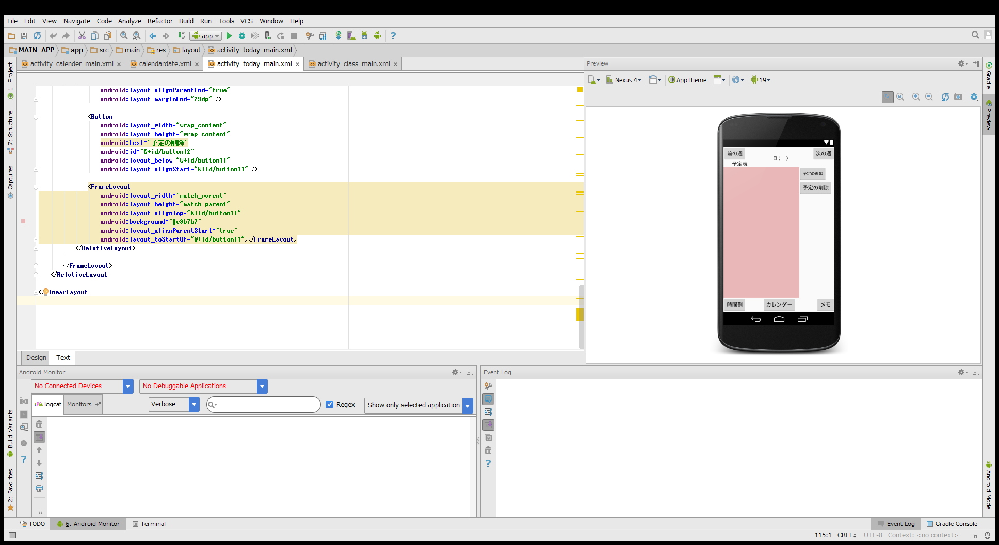 File Edit View Navigate Code Analyze Refactor Build Run Tools VCS Window Help
app
MAIN_APP app src main res layout activity_today_main.xml
activity_calender_main.xml calendardate.xml activity_today_main.xml activity_class_main.xml
Preview
Nexus 4 AppTheme 19
1: Project
7: Structure
Captures
Build Variants
2: Favorites
Gradle
Preview
Android Model
android:layout_alignParentEnd="true"
android:layout_marginEnd="29dp" />
<Button
android:layout_width="wrap_content"
android:layout_height="wrap_content"
android:text="予定の削除"
android:id="@+id/button12"
android:layout_below="@+id/button11"
android:layout_alignStart="@+id/button11" />
<FrameLayout
android:layout_width="match_parent"
android:layout_height="match_parent"
android:layout_alignTop="@+id/button11"
android:background="#e9b7b7"
android:layout_alignParentStart="true"
android:layout_toStartOf="@+id/button11"></FrameLayout>
</RelativeLayout>
</FrameLayout>
</RelativeLayout>
</inearLayout>
前の週 日( ) 次の週
予定表
予定の追加
予定の削除
時間割 カレンダー メモ
Design Text
Android Monitor
No Connected Devices No Debuggable Applications
logcat Monitors Verbose Regex Show only selected application
Event Log
TODO 6: Android Monitor Terminal Event Log Gradle Console
115:1 CRLF UTF-8 Context: <no context>